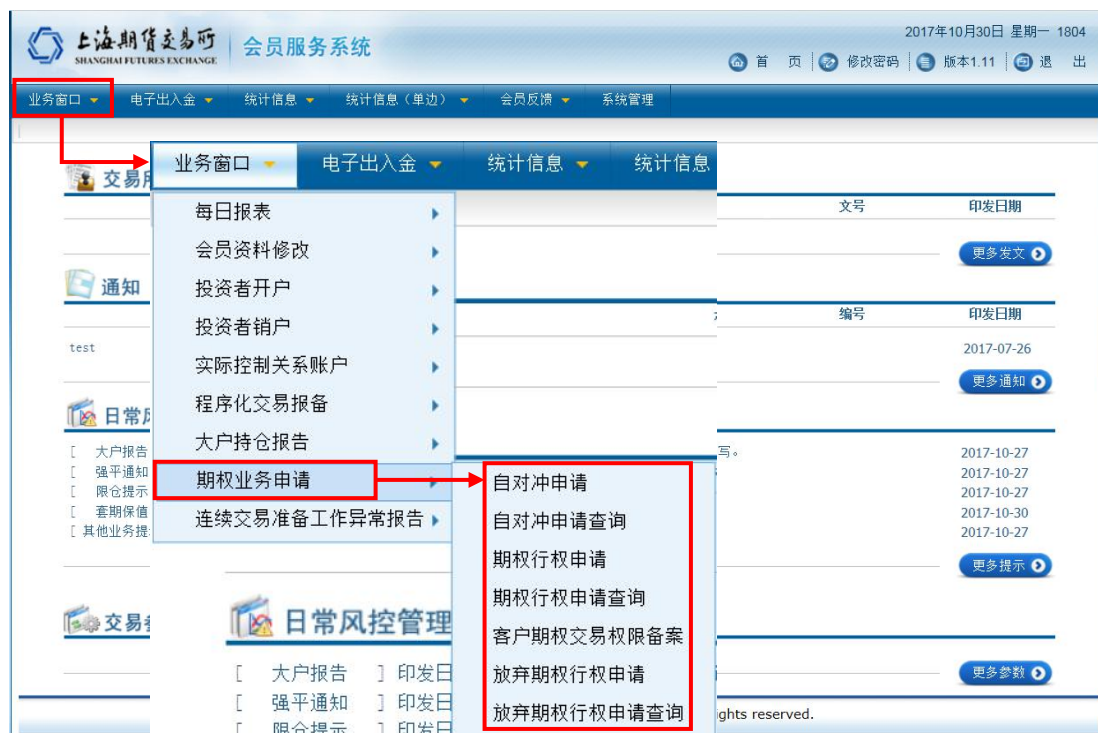 2017年10月30日 星期一 1804
上海期货交易所
SHANGHAI FUTURES EXCHANGE
会员服务系统
首 页 修改密码 版本1.11 退 出
业务窗口 电子出入金 统计信息 统计信息（单边） 会员反馈 系统管理
业务窗口 电子出入金 统计信息 统计信息
交易所
文号 印发日期
更多发文
通知
编号 印发日期
test 2017-07-26
更多通知
每日报表
会员资料修改
投资者开户
投资者销户
实际控制关系账户
程序化交易报备
大户持仓报告
期权业务申请
连续交易准备工作异常报告
自对冲申请
自对冲申请查询
期权行权申请
期权行权申请查询
客户期权交易权限备案
放弃期权行权申请
放弃期权行权申请查询
日常
[ 大户报告 写。 2017-10-27
[ 强平通知 2017-10-27
[ 限仓提示 2017-10-27
[ 套期保值 2017-10-30
[ 其他业务提 2017-10-27
更多提示
交易
更多参数
日常风控管理
[ 大户报告 ] 印发日
[ 强平通知 ] 印发日
[ 限仓提示 ] 印发日
ghts reserved.